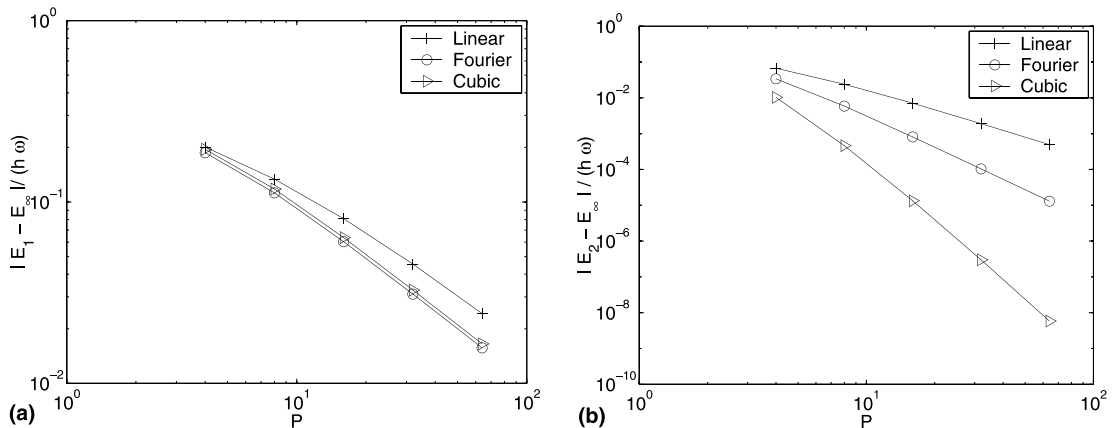 10^0
Linear
Fourier
Cubic
10^-1
10^-2
| E_1 – E_∞ |/ (h ω)
10^0
10^1
10^2
P
(a)
10^0
Linear
Fourier
Cubic
10^-2
10^-4
10^-6
10^-8
10^-10
| E_2 – E_∞ | / (h ω)
10^0
10^1
10^2
P
(b)